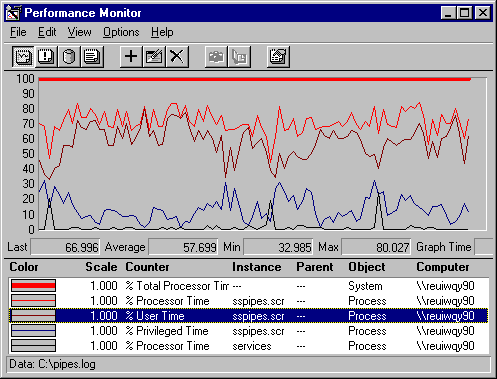 Performance Monitor
File Edit View Options Help
100
90
80
70
60
50
40
30
20
10
0
Last 66.996 Average 57.699 Min 32.985 Max 80.027 Graph Time
Color Scale Counter Instance Parent Object Computer
1.000 % Total Processor Tim --- --- System \\reuiwqy90
1.000 % Processor Time sspipes.scr --- Process \\reuiwqy90
1.000 % User Time sspipes.scr --- Process \\reuiwqy90
1.000 % Privileged Time sspipes.scr --- Process \\reuiwqy90
1.000 % Processor Time services --- Process \\reuiwqy90
Data: C:\pipes.log